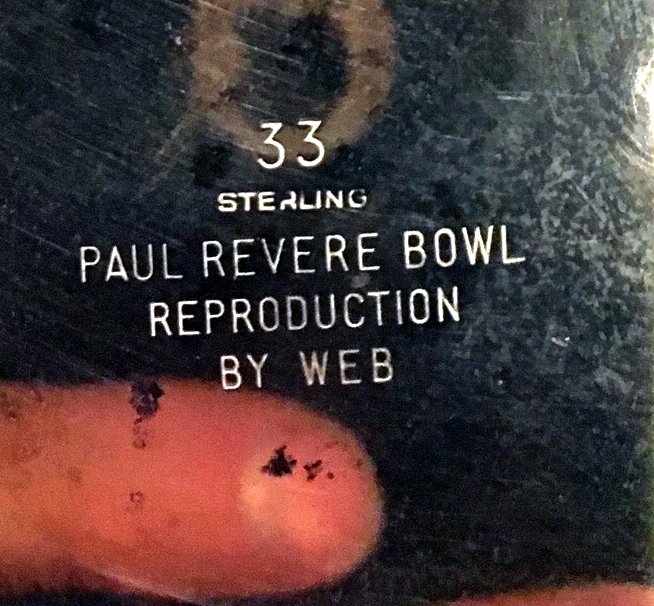 33
STERLING
PAUL REVERE BOWL
REPRODUCTION
BY WEB